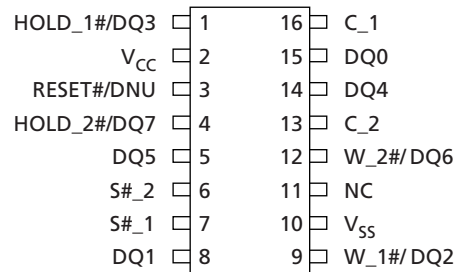 HOLD_1#/DQ3 1 16 C_1
VCC 2 15 DQ0
RESET#/DNU 3 14 DQ4
HOLD_2#/DQ7 4 13 C_2
DQ5 5 12 W_2#/DQ6
S#_2 6 11 NC
S#_1 7 10 VSS
DQ1 8 9 W_1#/DQ2